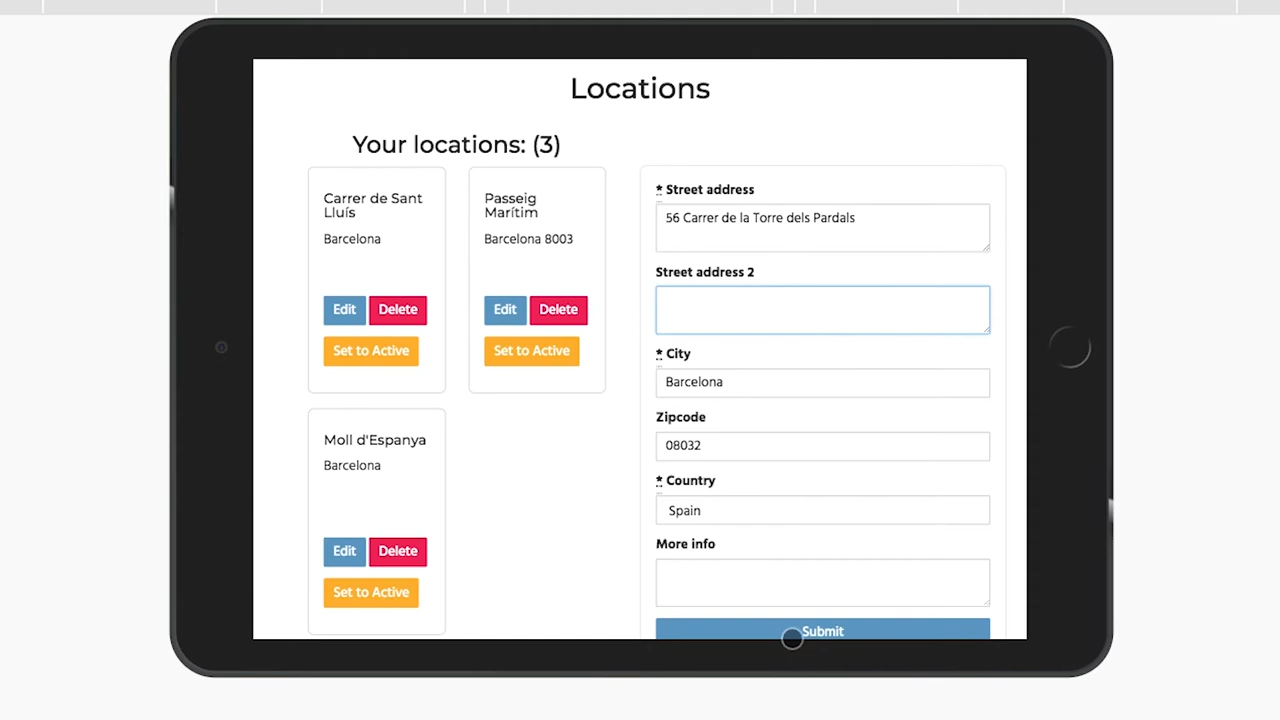 Locations
Your locations: (3)
Carrer de Sant
Lluís
Barcelona
Edit
Delete
Set to Active
Passeig
Marítim
Barcelona 8003
Edit
Delete
Set to Active
Moll d'Espanya
Barcelona
Edit
Delete
Set to Active
* Street address
56 Carrer de la Torre dels Pardals
Street address 2
* City
Barcelona
Zipcode
08032
* Country
Spain
More info
Submit